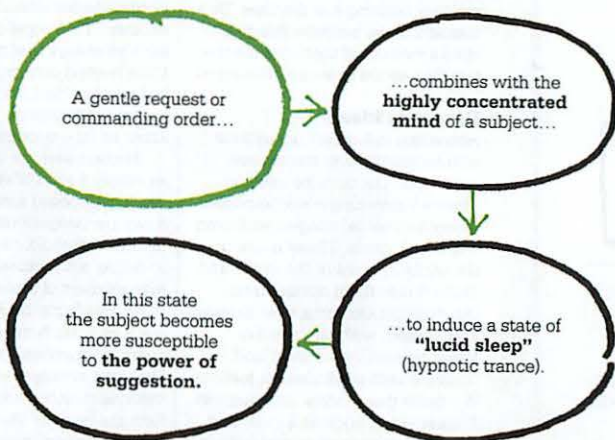 A gentle request or
commanding order…
…combines with the
highly concentrated
mind of a subject…
…to induce a state of
“lucid sleep”
(hypnotic trance).
In this state
the subject becomes
more susceptible
to the power of
suggestion.